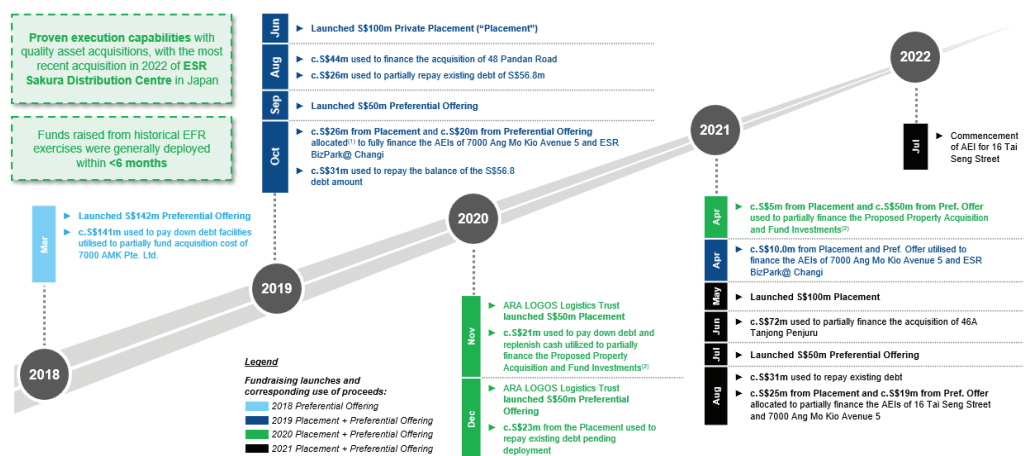 Proven execution capabilities with
quality asset acquisitions, with the most
recent acquisition in 2022 of ESR
Sakura Distribution Centre in Japan
Funds raised from historical EFR
exercises were generally deployed
within <6 months
Mar
► Launched S$142m Preferential Offering
► c.S$141m used to pay down debt facilities
utilised to partially fund acquisition cost of
7000 AMK Pte. Ltd.
2018
Jun
► Launched S$100m Private Placement (“Placement”)
Aug
► c.S$44m used to finance the acquisition of 48 Pandan Road
► c.S$26m used to partially repay existing debt of S$56.8m
Sep
► Launched S$50m Preferential Offering
Oct
► c.S$26m from Placement and c.S$20m from Preferential Offering
allocated(1) to fully finance the AEIs of 7000 Ang Mo Kio Avenue 5 and ESR
BizPark@ Changi
► c.S$31m used to repay the balance of the S$56.8
debt amount
2019
2020
Nov
► ARA LOGOS Logistics Trust
launched S$50m Placement
► c.S$21m used to pay down debt and
replenish cash utilized to partially
finance the Proposed Property
Acquisition and Fund Investments(2)
Dec
► ARA LOGOS Logistics Trust
launched S$50m Preferential
Offering
► c.S$23m from the Placement used to
repay existing debt pending
deployment
2021
Apr
► c.S$5m from Placement and c.S$50m from Pref. Offer
used to partially finance the Proposed Property Acquisition
and Fund Investments(2)
Apr
► c.S$10.0m from Placement and Pref. Offer utilised to
finance the AEIs of 7000 Ang Mo Kio Avenue 5 and ESR
BizPark@ Changi
May
► Launched S$100m Placement
Jun
► c.S$72m used to partially finance the acquisition of 46A
Tanjong Penjuru
Jul
► Launched S$50m Preferential Offering
Aug
► c.S$31m used to repay existing debt
► c.S$25m from Placement and c.S$19m from Pref. Offer
allocated to partially finance the AEIs of 16 Tai Seng Street
and 7000 Ang Mo Kio Avenue 5
2022
Jul
► Commencement
of AEI for 16 Tai
Seng Street
Legend
Fundraising launches and
corresponding use of proceeds:
2018 Preferential Offering
2019 Placement + Preferential Offering
2020 Placement + Preferential Offering
2021 Placement + Preferential Offering